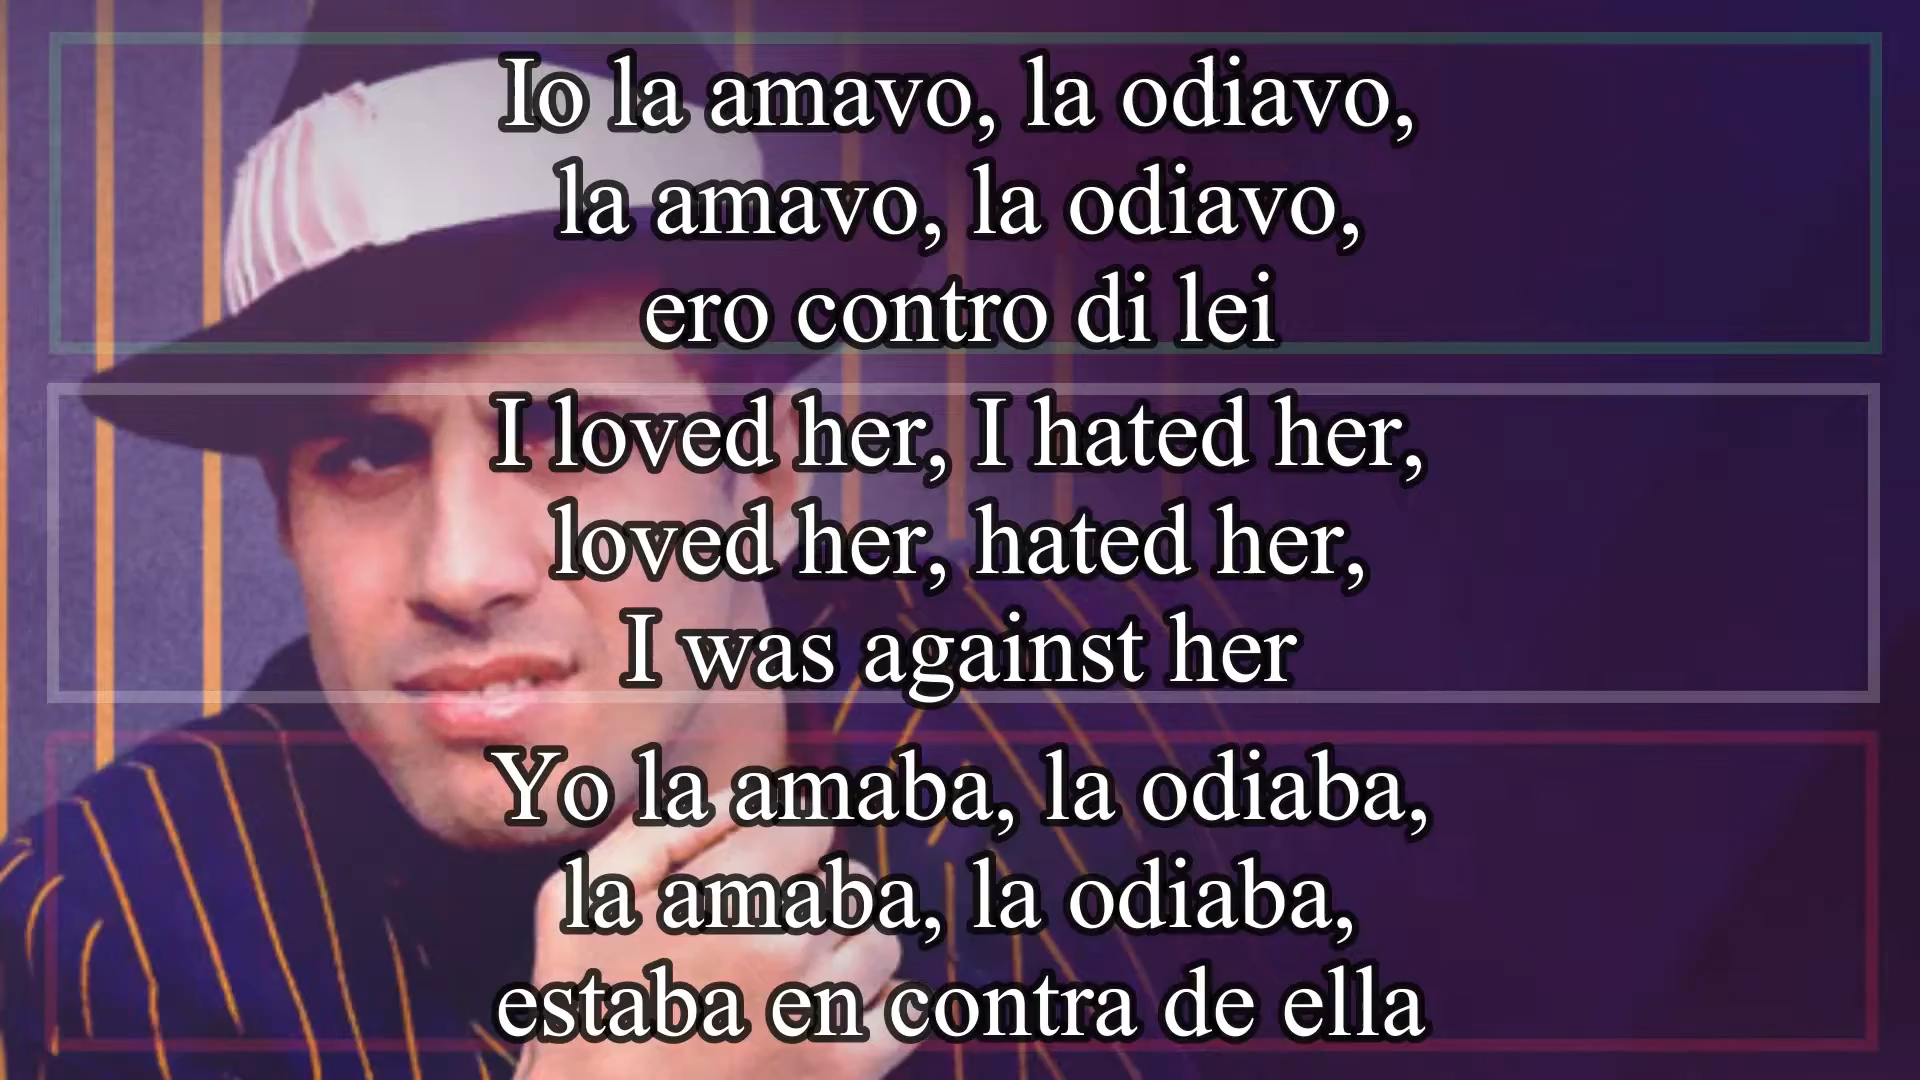 Io la amavo, la odiavo,
la amavo, la odiavo,
ero contro di lei
I loved her, I hated her,
loved her, hated her,
I was against her
Yo la amaba, la odiaba,
la amaba, la odiaba,
estaba en contra de ella